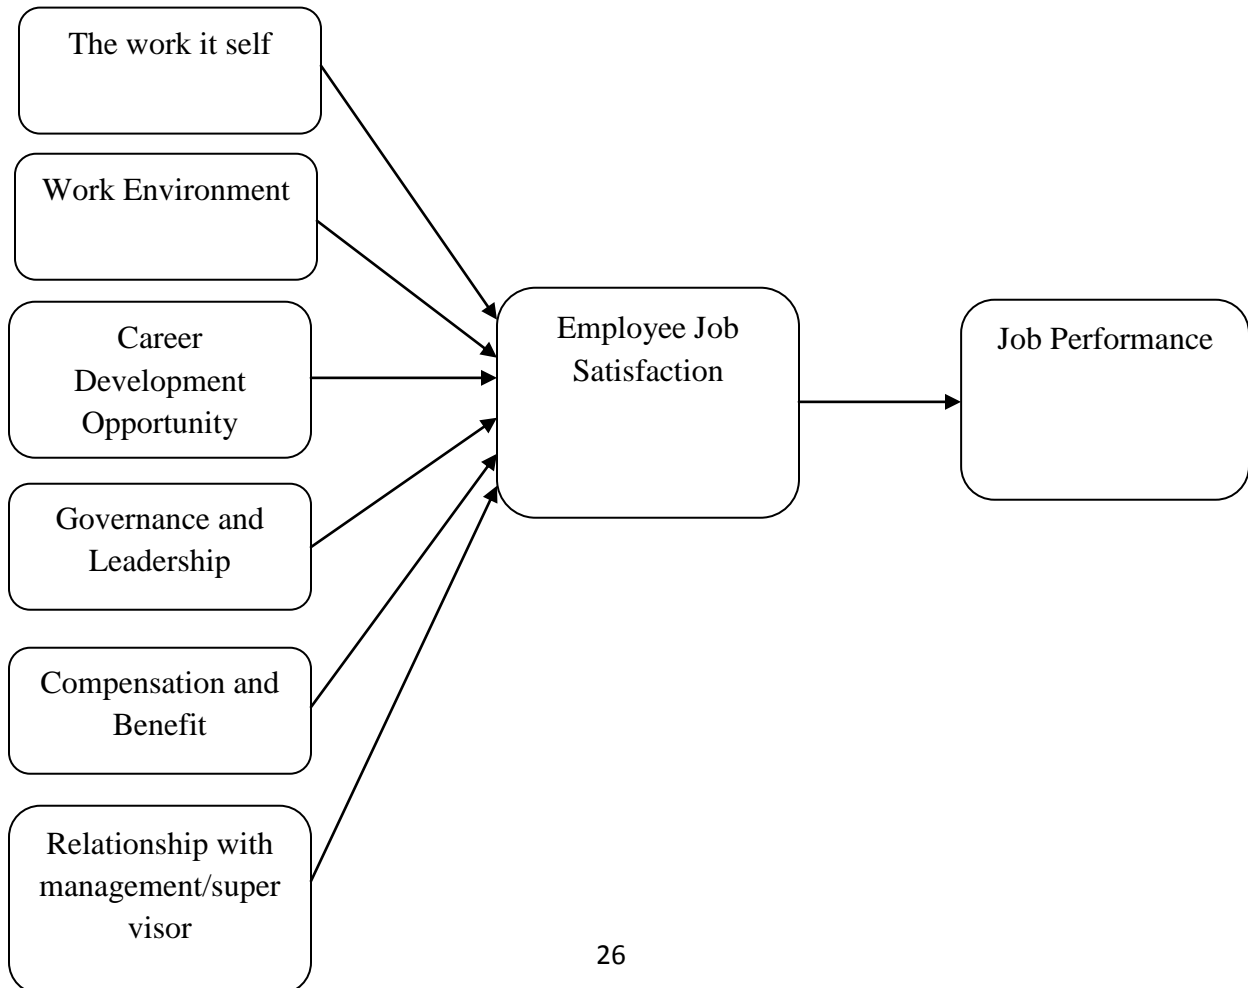 The work it self
Work Environment
Career
Development
Opportunity
Governance and
Leadership
Compensation and
Benefit
Relationship with
management/super
visor
Employee Job
Satisfaction
Job Performance
26